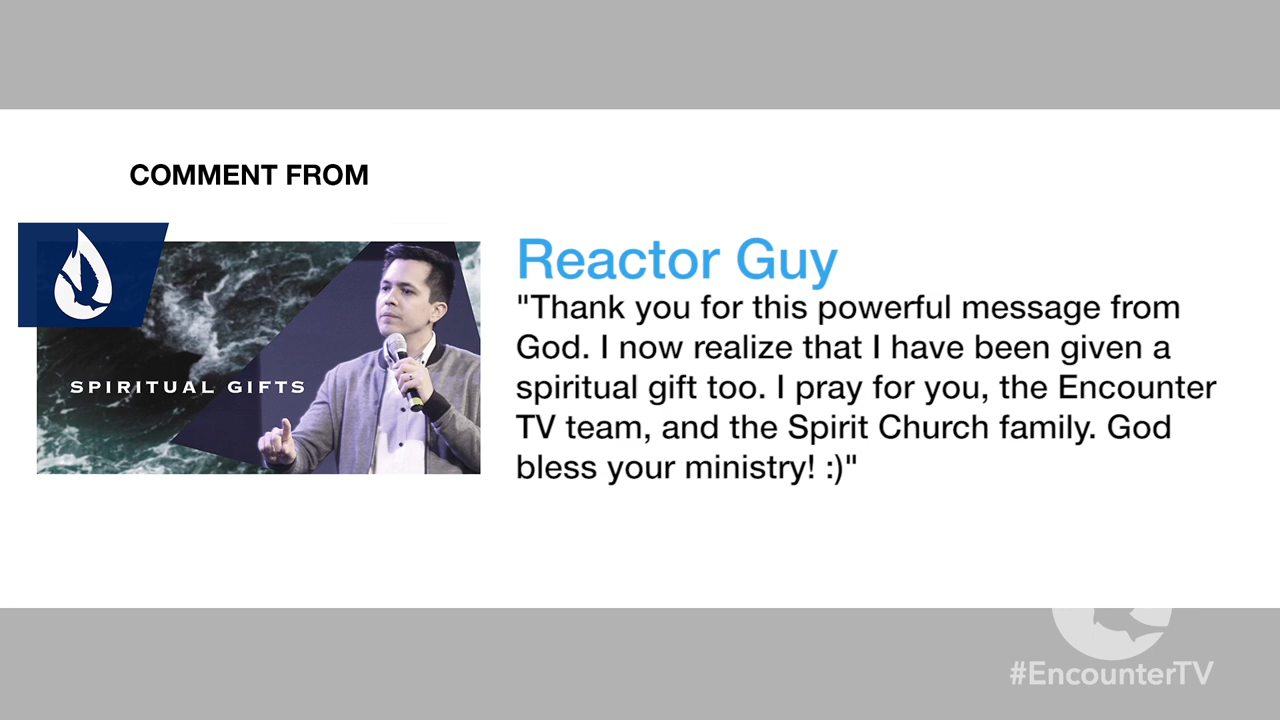 COMMENT FROM
SPIRITUAL GIFTS
Reactor Guy
"Thank you for this powerful message from
God. I now realize that I have been given a
spiritual gift too. I pray for you, the Encounter
TV team, and the Spirit Church family. God
bless your ministry! :)"
#EncounterTV